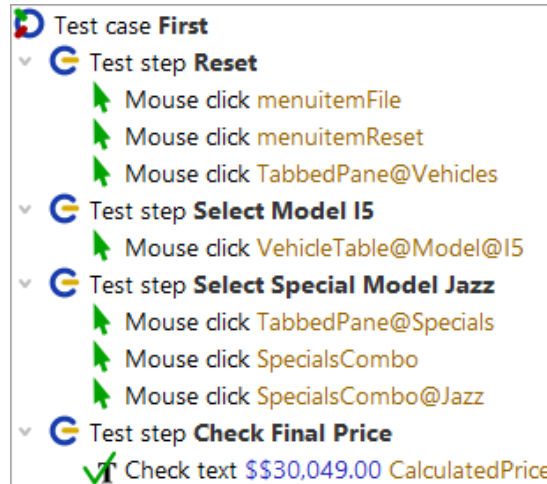 Test case First
Test step Reset
Mouse click menuitemFile
Mouse click menuitemReset
Mouse click TabbedPane@Vehicles
Test step Select Model I5
Mouse click VehicleTable@Model@I5
Test step Select Special Model Jazz
Mouse click TabbedPane@Specials
Mouse click SpecialsCombo
Mouse click SpecialsCombo@Jazz
Test step Check Final Price
Check text $$30,049.00 CalculatedPrice